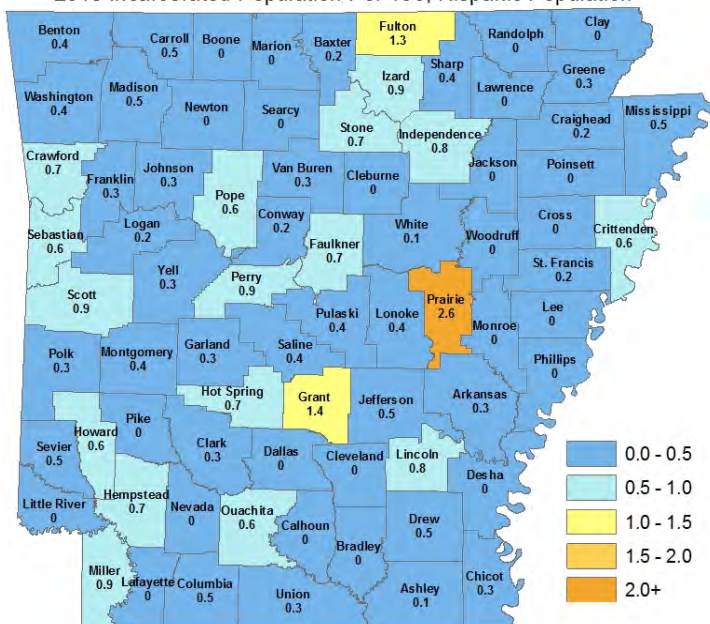 Incarcerated Population Per 100, Hispanic Population
Benton
0.4
Carroll
0.5
Boone
0
Marion
0
Baxter
0.2
Fulton
1.3
Randolph
0
Clay
0
Washington
0.4
Madison
0.5
Newton
0
Searcy
0
Izard
0.9
Sharp
0.4
Lawrence
0
Greene
0.3
Stone
0.7
Independence
0.8
Craighead
0.2
Mississippi
0.5
Crawford
0.7
Franklin
0.3
Johnson
0.3
Pope
0.6
Van Buren
0.3
Cleburne
0
Jackson
0
Poinsett
0
Sebastian
0.6
Logan
0.2
Conway
0.2
Faulkner
0.7
White
0.1
Woodruff
0
Cross
0
Crittenden
0.6
Scott
0.9
Yell
0.3
Perry
0.9
Pulaski
0.4
Lonoke
0.4
Prairie
2.6
Monroe
0
St. Francis
0.2
Lee
0
Polk
0.3
Montgomery
0.4
Garland
0.3
Saline
0.4
Phillips
0
Hot Spring
0.7
Grant
1.4
Jefferson
0.5
Arkansas
0.3
Howard
0.6
Pike
0
Clark
0.3
Dallas
0
Cleveland
0
Lincoln
0.8
Desha
0
Sevier
0.5
Little River
0
Hempstead
0.7
Nevada
0
Ouachita
0.6
Calhoun
0
Bradley
0
Drew
0.5
Miller
0.9
Lafayette
0
Columbia
0.5
Union
0.3
Ashley
0.1
Chicot
0.3
0.0 - 0.5
0.5 - 1.0
1.0 - 1.5
1.5 - 2.0
2.0+